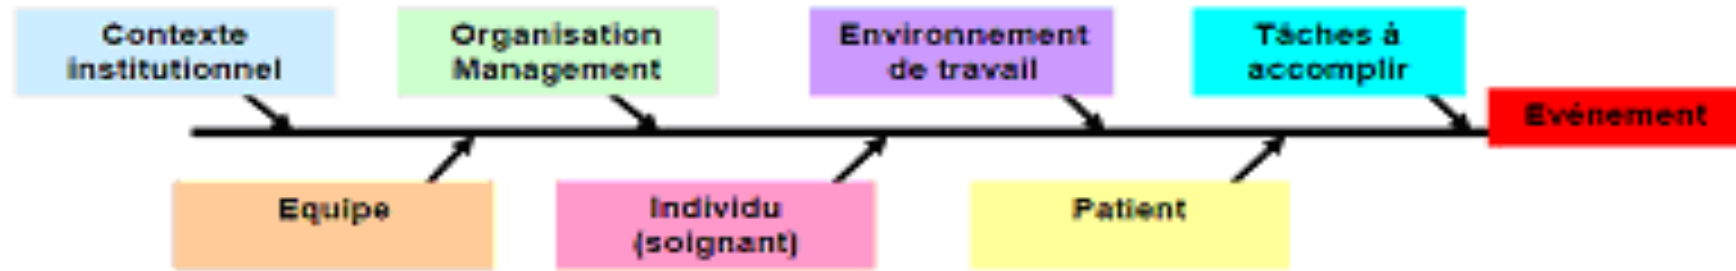 Contexte
institutionnel
Organisation
Management
Environnement
de travail
Tâches à
accomplir
Evénement
Equipe
Individu
(soignant)
Patient